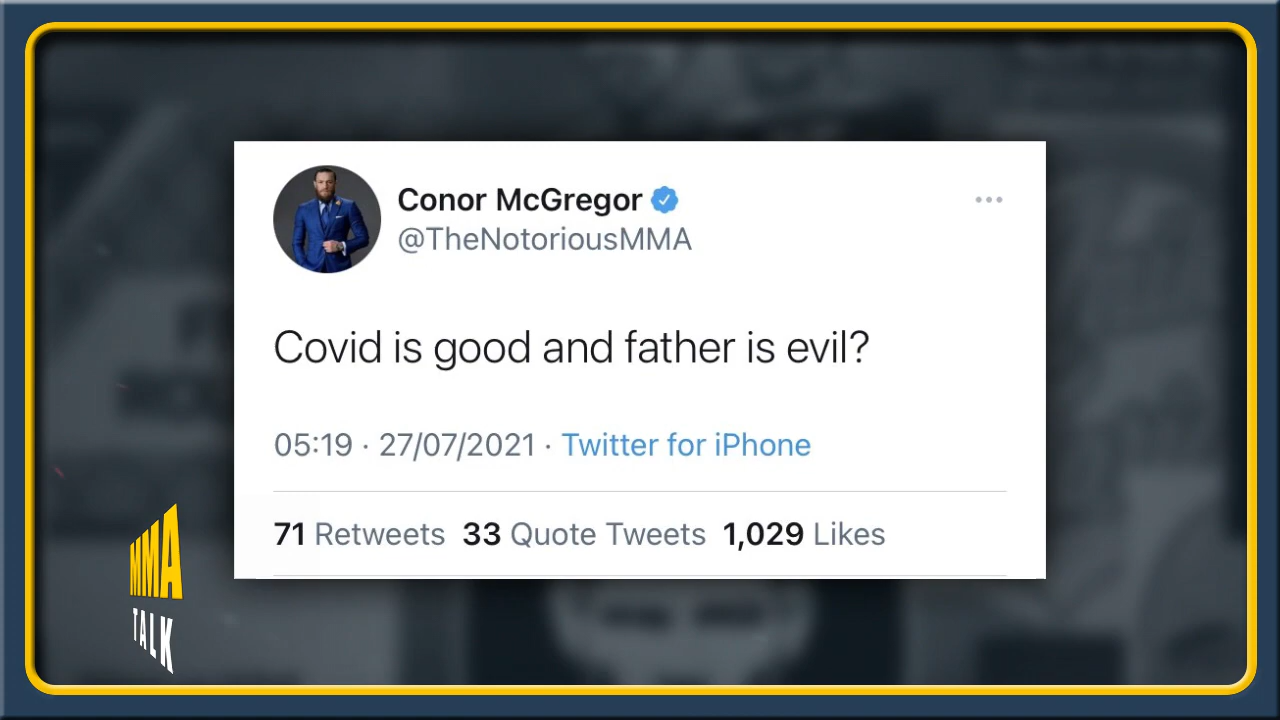 Conor McGregor
@TheNotoriousMMA
Covid is good and father is evil?
05:19 · 27/07/2021 · Twitter for iPhone
71 Retweets 33 Quote Tweets 1,029 Likes
MMA
TALK